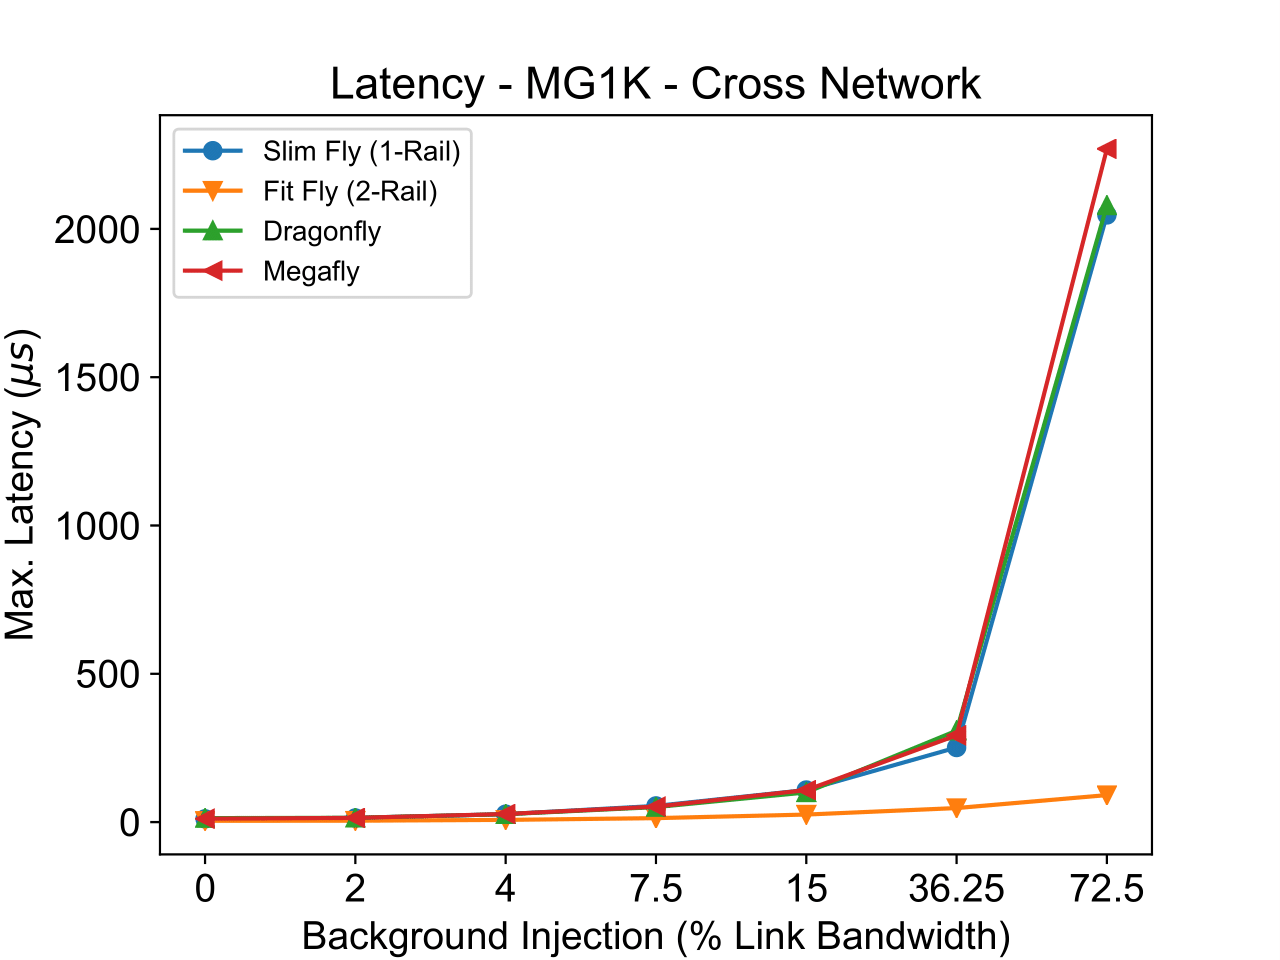 Latency - MG1K - Cross Network
Slim Fly (1-Rail)
Fit Fly (2-Rail)
Dragonfly
Megafly
Max. Latency (μs)
2000
1500
1000
500
0
0 2 4 7.5 15 36.25 72.5
Background Injection (% Link Bandwidth)